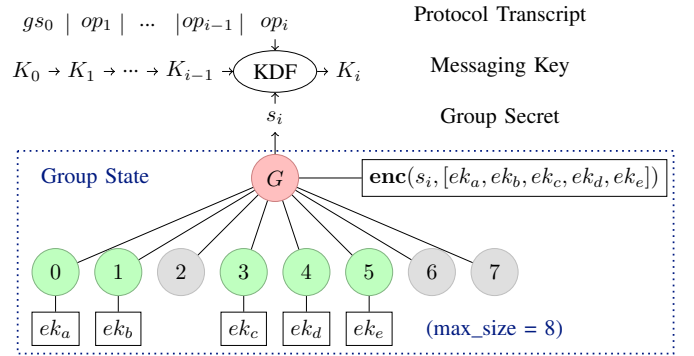 gs₀ | op₁ | ... |opᵢ₋₁| opᵢ Protocol Transcript
K₀ → K₁ → ··· → Kᵢ₋₁ → KDF → Kᵢ Messaging Key
sᵢ Group Secret
Group State G enc(sᵢ, [ekₐ, ek_b, ek_c, ek_d, ekₑ])
0 1 2 3 4 5 6 7
ekₐ ek_b ek_c ek_d ekₑ (max_size = 8)